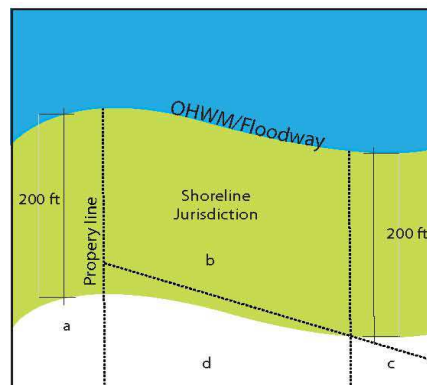 OHWM/Floodway
200 ft
Propery line
Shoreline
Jurisdiction
b
200 ft
a
d
c